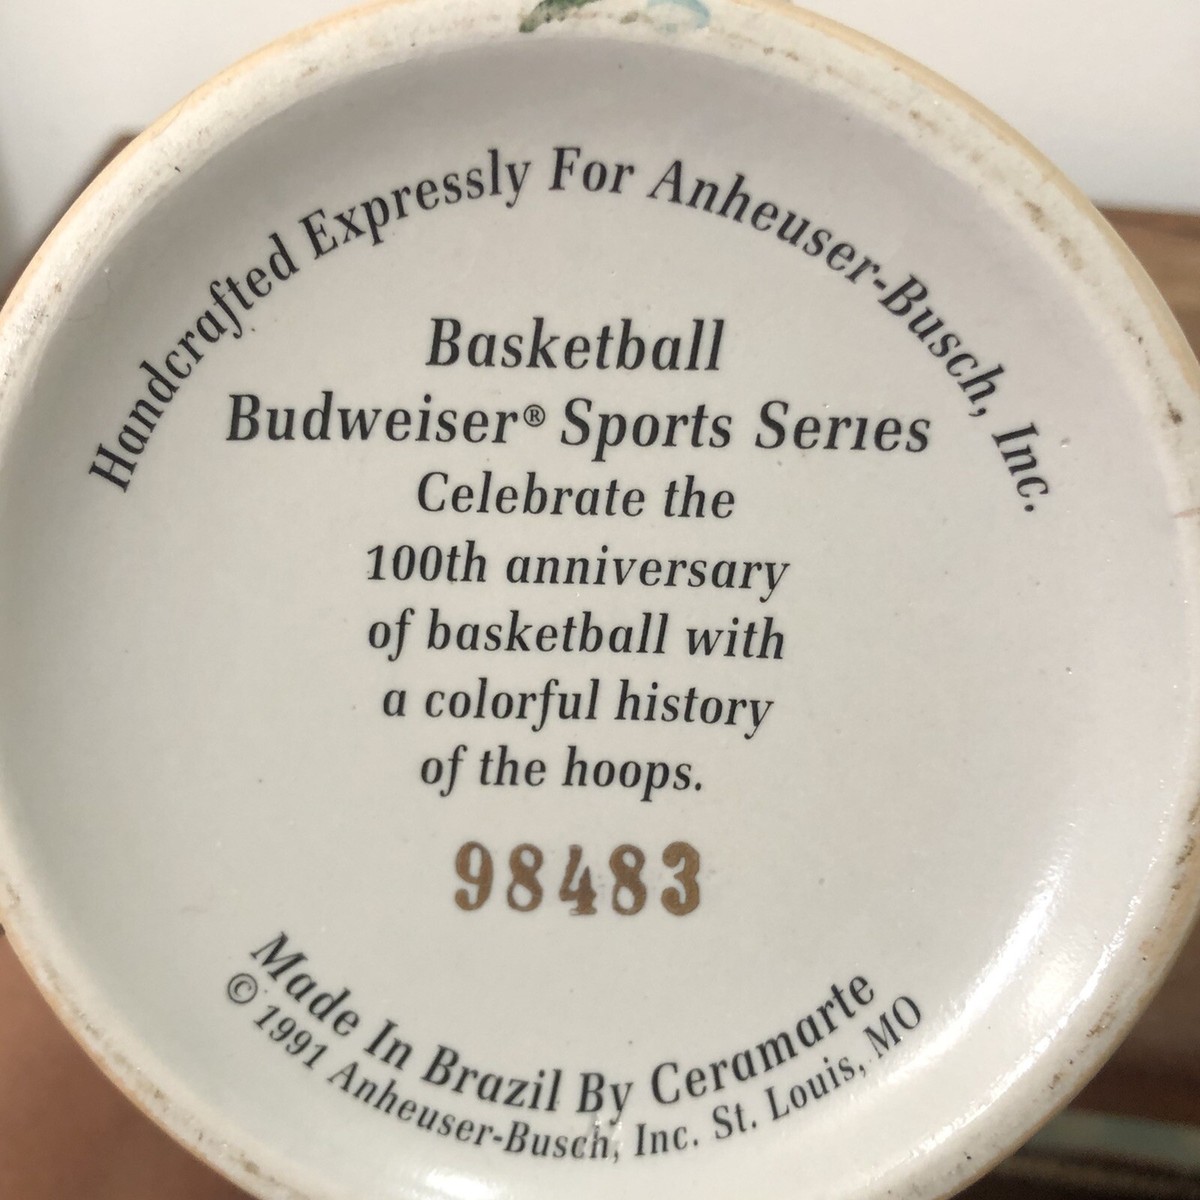 Handcrafted Expressly For Anheuser-Busch, Inc.
Basketball
Budweiser® Sports Series
Celebrate the
100th anniversary
of basketball with
a colorful history
of the hoops.
98483
Made In Brazil By Ceramarte
© 1991 Anheuser-Busch, Inc. St. Louis, MO